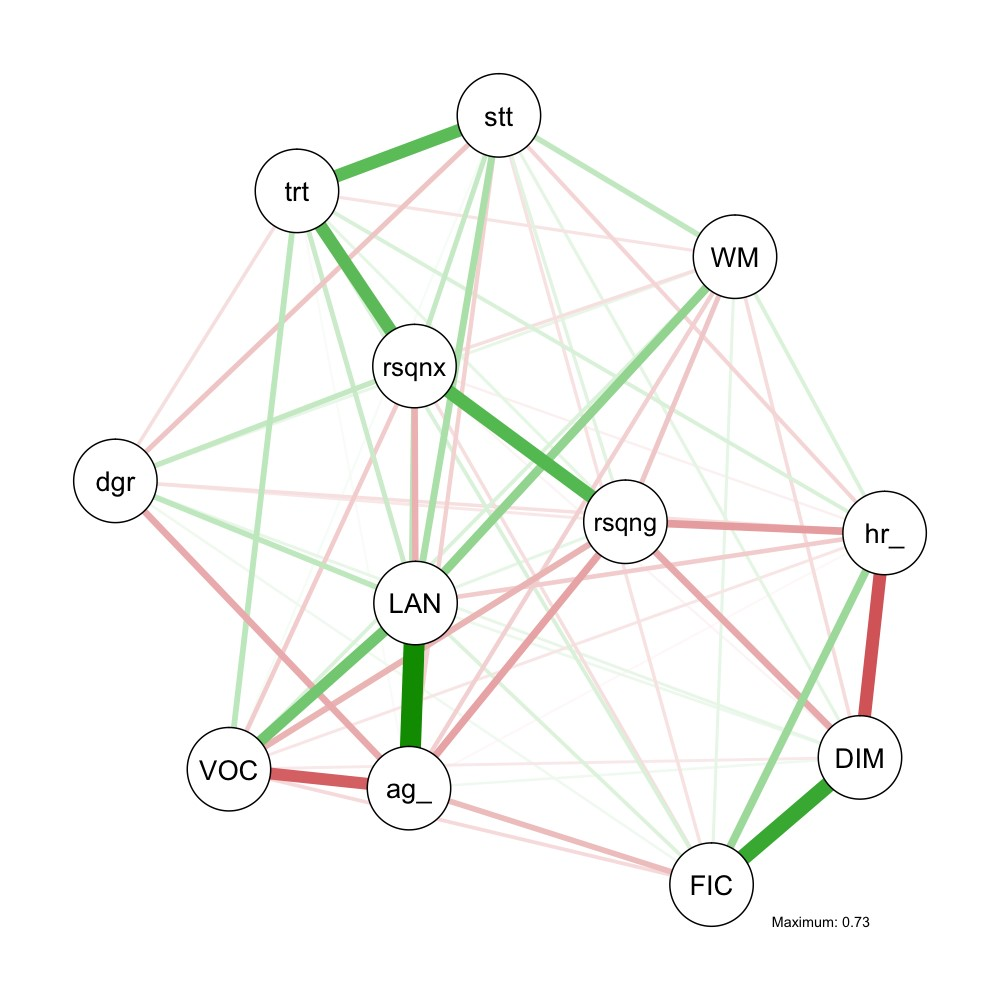 stt
trt
WM
rsqnx
dgr
rsqng
hr_
LAN
VOC
ag_
DIM
FIC
Maximum: 0.73